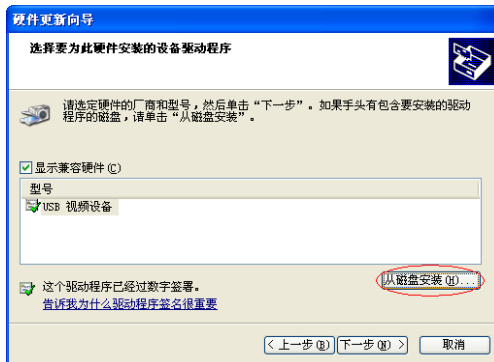 硬件更新向导
选择要为此硬件安装的设备驱动程序
请选定硬件的厂商和型号，然后单击“下一步”。如果手头有包含要安装的驱动
程序的磁盘，请单击“从磁盘安装”。
显示兼容硬件(C)
型号
USB 视频设备
从磁盘安装(H)...
这个驱动程序已经过数字签署。
告诉我为什么驱动程序签名很重要
< 上一步(B) 下一步(N) > 取消